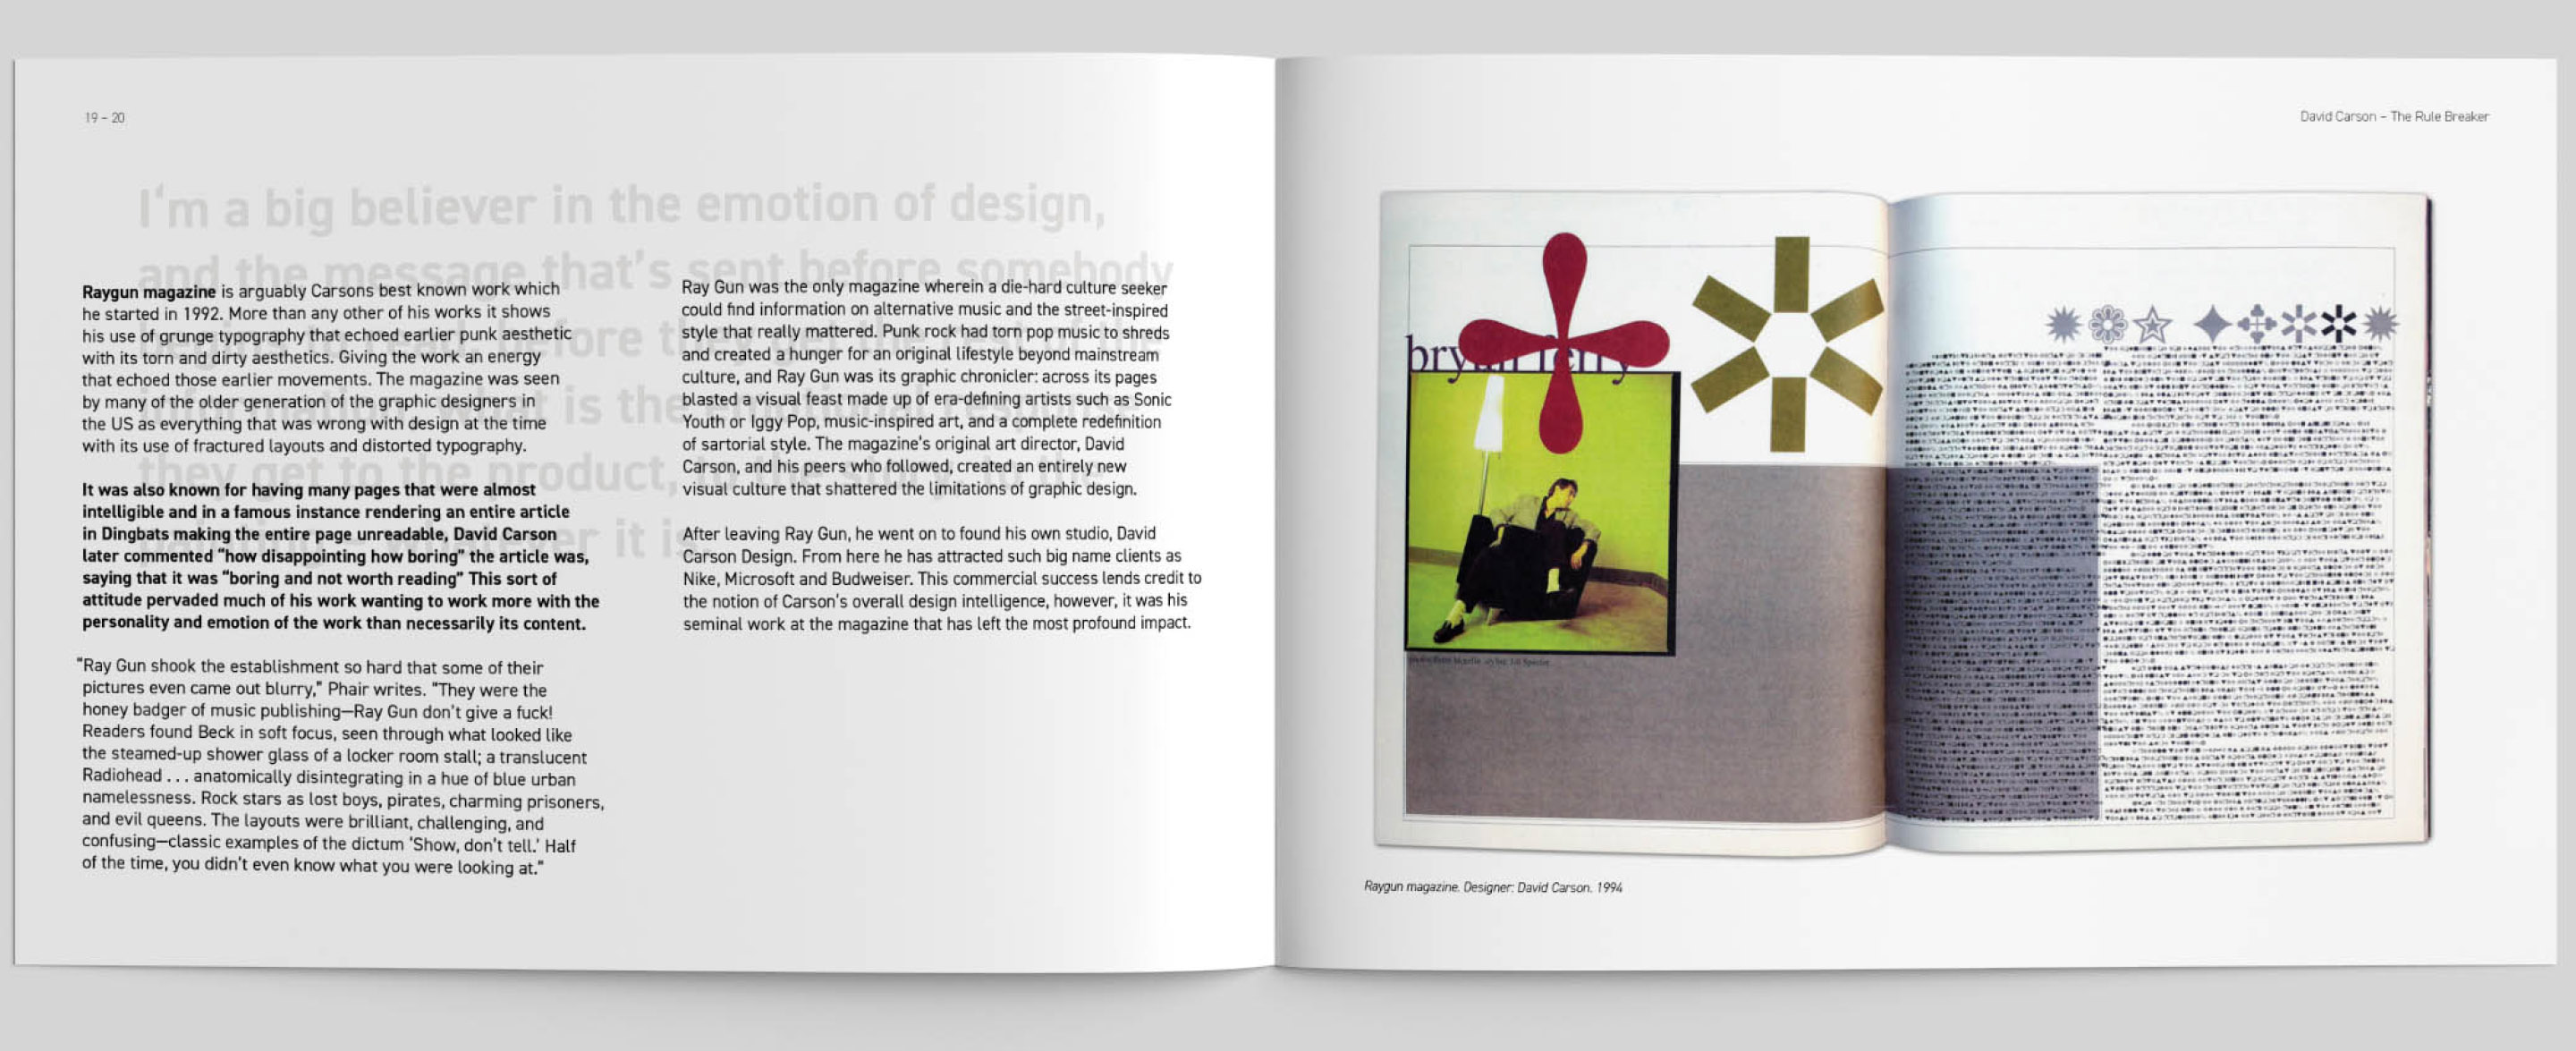 19 – 20
David Carson – The Rule Breaker
I'm a big believer in the emotion of design,
and the message that's sent before somebody
before they
is the
they get to the product, to the
it is
Raygun magazine is arguably Carsons best known work which
he started in 1992. More than any other of his works it shows
his use of grunge typography that echoed earlier punk aesthetic
with its torn and dirty aesthetics. Giving the work an energy
that echoed those earlier movements. The magazine was seen
by many of the older generation of the graphic designers in
the US as everything that was wrong with design at the time
with its use of fractured layouts and distorted typography.
It was also known for having many pages that were almost
intelligible and in a famous instance rendering an entire article
in Dingbats making the entire page unreadable, David Carson
later commented “how disappointing how boring” the article was,
saying that it was “boring and not worth reading” This sort of
attitude pervaded much of his work wanting to work more with the
personality and emotion of the work than necessarily its content.
“Ray Gun shook the establishment so hard that some of their
pictures even came out blurry,” Phair writes. “They were the
honey badger of music publishing—Ray Gun don't give a fuck!
Readers found Beck in soft focus, seen through what looked like
the steamed-up shower glass of a locker room stall; a translucent
Radiohead . . . anatomically disintegrating in a hue of blue urban
namelessness. Rock stars as lost boys, pirates, charming prisoners,
and evil queens. The layouts were brilliant, challenging, and
confusing—classic examples of the dictum ‘Show, don't tell.’ Half
of the time, you didn't even know what you were looking at.”
Ray Gun was the only magazine wherein a die-hard culture seeker
could find information on alternative music and the street-inspired
style that really mattered. Punk rock had torn pop music to shreds
and created a hunger for an original lifestyle beyond mainstream
culture, and Ray Gun was its graphic chronicler: across its pages
blasted a visual feast made up of era-defining artists such as Sonic
Youth or Iggy Pop, music-inspired art, and a complete redefinition
of sartorial style. The magazine's original art director, David
Carson, and his peers who followed, created an entirely new
visual culture that shattered the limitations of graphic design.
After leaving Ray Gun, he went on to found his own studio, David
Carson Design. From here he has attracted such big name clients as
Nike, Microsoft and Budweiser. This commercial success lends credit to
the notion of Carson's overall design intelligence, however, it was his
seminal work at the magazine that has left the most profound impact.
Raygun magazine. Designer: David Carson. 1994